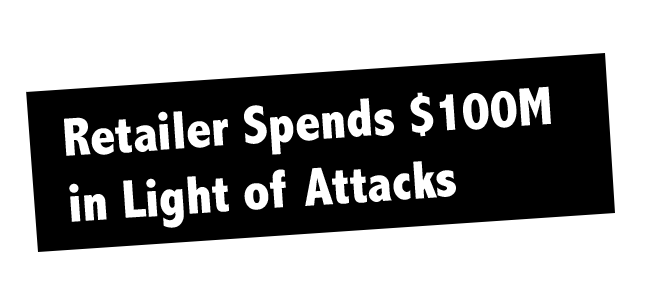 Retailer Spends $100M
in Light of Attacks